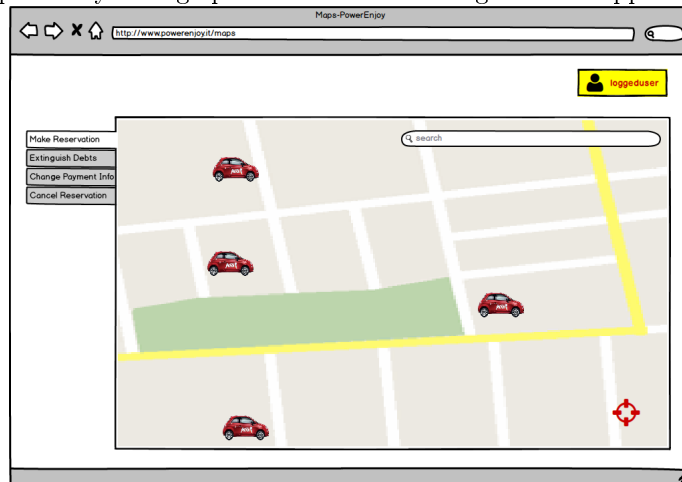 Maps-PowerEnjoy
http://www.powerenjoy.it/maps
loggeduser
Make Reservation
search
Extinguish Debts
Change Payment Info
Cancel Reservation